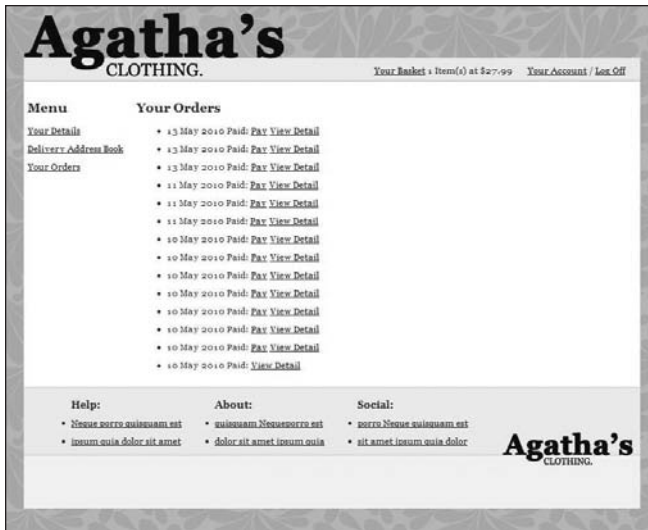 Agatha's
CLOTHING.
Your Basket 1 Item(s) at $27.99 Your Account / Log Off
Menu
Your Details
Delivery Address Book
Your Orders
Your Orders
• 13 May 2010 Paid: Pay View Detail
• 13 May 2010 Paid: Pay View Detail
• 13 May 2010 Paid: Pay View Detail
• 11 May 2010 Paid: Pay View Detail
• 11 May 2010 Paid: Pay View Detail
• 11 May 2010 Paid: Pay View Detail
• 10 May 2010 Paid: Pay View Detail
• 10 May 2010 Paid: Pay View Detail
• 10 May 2010 Paid: Pay View Detail
• 10 May 2010 Paid: Pay View Detail
• 10 May 2010 Paid: Pay View Detail
• 10 May 2010 Paid: Pay View Detail
• 10 May 2010 Paid: Pay View Detail
• 10 May 2010 Paid: View Detail
Help:
• Neque porro quisquam est
• ipsum quia dolor sit amet
About:
• quisquam Nequeporro est
• dolor sit amet ipsum quia
Social:
• porro Neque quisquam est
• sit amet ipsum quia dolor
Agatha's
CLOTHING.